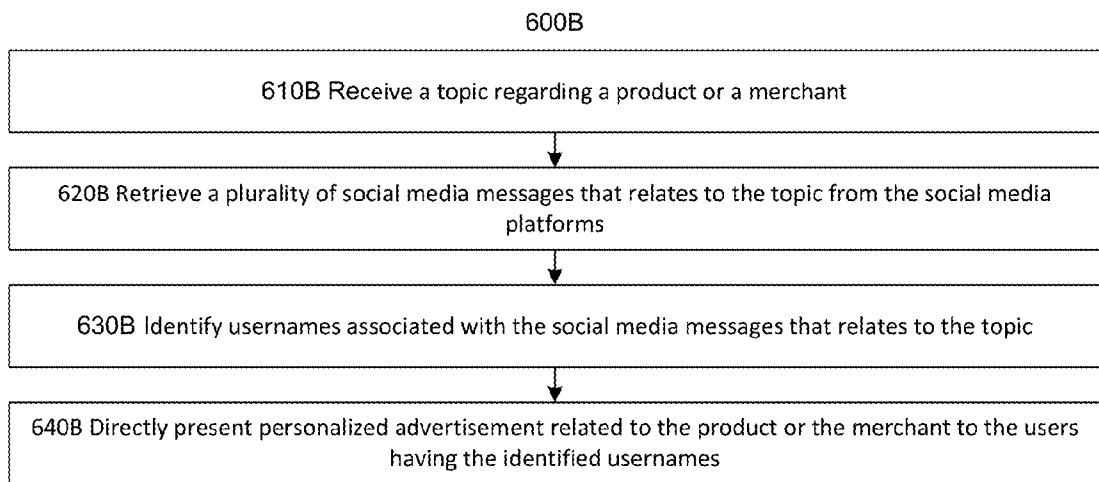 600B
610B Receive a topic regarding a product or a merchant
620B Retrieve a plurality of social media messages that relates to the topic from the social media
platforms
630B Identify usernames associated with the social media messages that relates to the topic
640B Directly present personalized advertisement related to the product or the merchant to the users
having the identified usernames